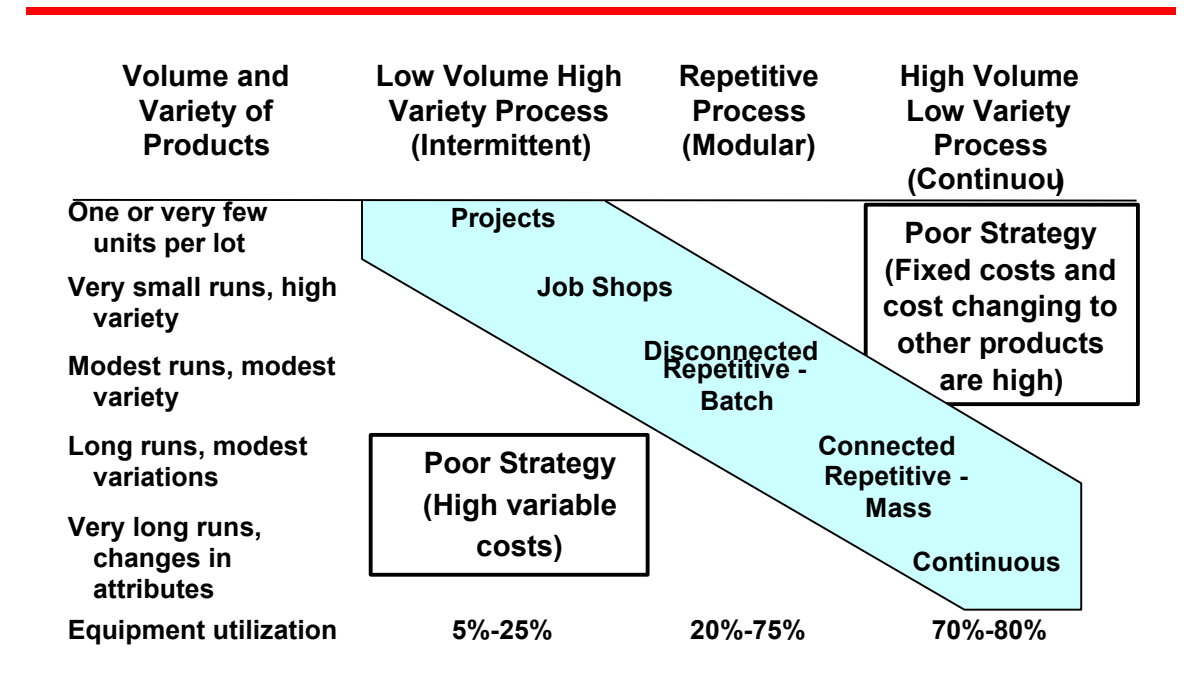 Volume and
Variety of
Products
Low Volume High
Variety Process
(Intermittent)
Repetitive
Process
(Modular)
High Volume
Low Variety
Process
(Continuou)
One or very few
units per lot
Projects
Poor Strategy
(Fixed costs and
cost changing to
other products
are high)
Very small runs, high
variety
Job Shops
Modest runs, modest
variety
Disconnected
Repetitive -
Batch
Long runs, modest
variations
Poor Strategy
(High variable
costs)
Connected
Repetitive -
Mass
Very long runs,
changes in
attributes
Continuous
Equipment utilization
5%-25%
20%-75%
70%-80%